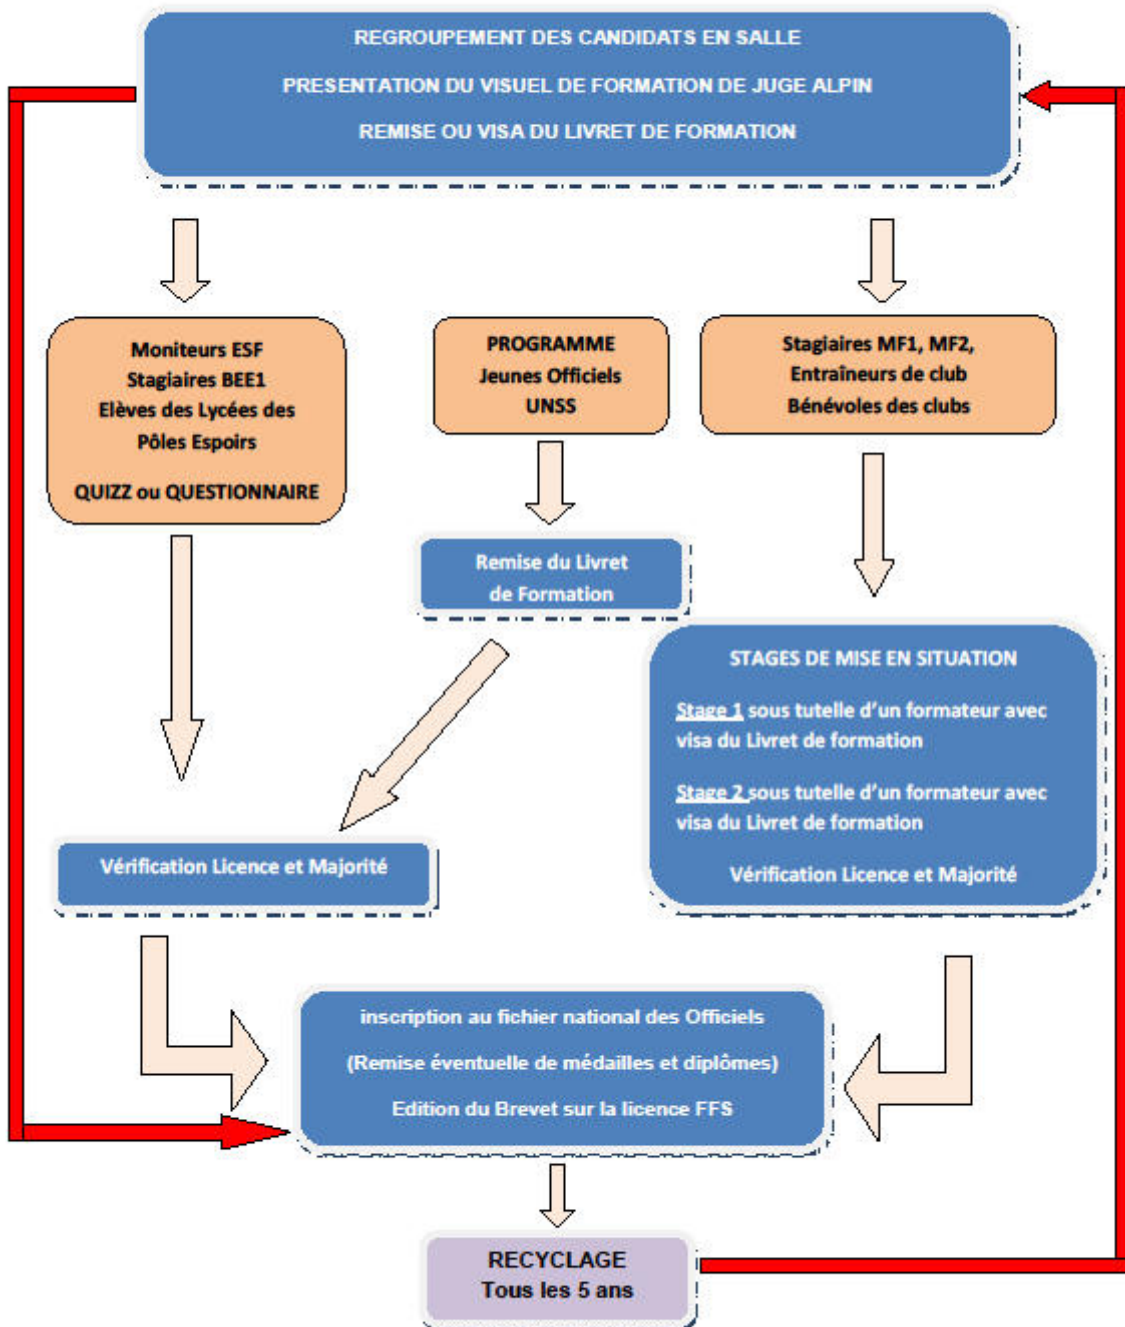 REGROUPEMENT DES CANDIDATS EN SALLE
PRESENTATION DU VISUEL DE FORMATION DE JUGE ALPIN
REMISE OU VISA DU LIVRET DE FORMATION
Moniteurs ESF
Stagiaires BEE1
Elèves des Lycées des
Pôles Espoirs
QUIZZ ou QUESTIONNAIRE
PROGRAMME
Jeunes Officiels
UNSS
Stagiaires MF1, MF2,
Entraîneurs de club
Bénévoles des clubs
Remise du Livret
de Formation
STAGES DE MISE EN SITUATION
Stage 1 sous tutelle d'un formateur avec
visa du Livret de formation
Stage 2 sous tutelle d'un formateur avec
visa du Livret de formation
Vérification Licence et Majorité
Vérification Licence et Majorité
inscription au fichier national des Officiels
(Remise éventuelle de médailles et diplômes)
Edition du Brevet sur la licence FFS
RECYCLAGE
Tous les 5 ans